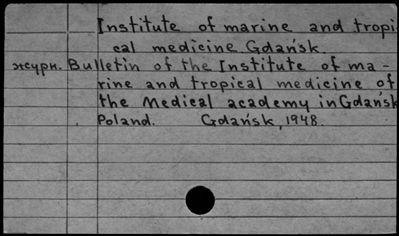 Institute of marine and tropi-
cal medicine. Gdańsk.
журн. Bulletin of the Institute of ma-
rine and tropical medicine of
the Medical academy in Gdańsk
Poland. Gdańsk, 1948.